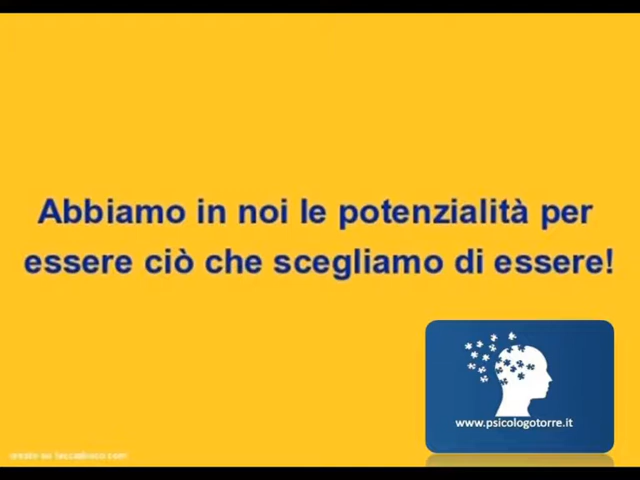 Abbiamo in noi le potenzialità per
essere ciò che scegliamo di essere!
www.psicologotorre.it